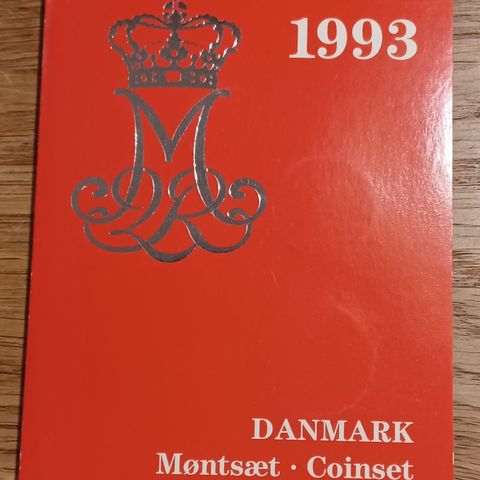 1993
DANMARK
Møntsæt · Coinset